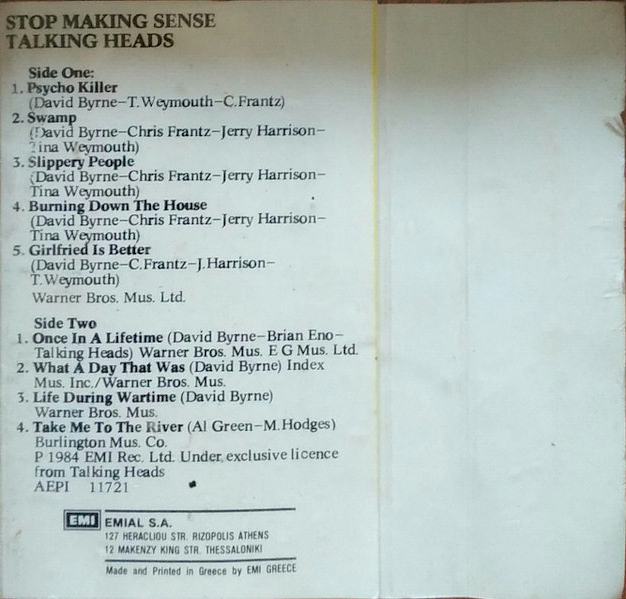 STOP MAKING SENSE
TALKING HEADS
Side One:
1. Psycho Killer
(David Byrne–T.Weymouth–C.Frantz)
2. Swamp
(David Byrne–Chris Frantz–Jerry Harrison–
Tina Weymouth)
3. Slippery People
(David Byrne–Chris Frantz–Jerry Harrison–
Tina Weymouth)
4. Burning Down The House
(David Byrne–Chris Frantz–Jerry Harrison–
Tina Weymouth)
5. Girlfried Is Better
(David Byrne–C.Frantz–J.Harrison–
T.Weymouth)
Warner Bros. Mus. Ltd.
Side Two
1. Once In A Lifetime (David Byrne–Brian Eno–
Talking Heads) Warner Bros. Mus. E G Mus. Ltd.
2. What A Day That Was (David Byrne) Index
Mus. Inc./Warner Bros. Mus.
3. Life During Wartime (David Byrne)
Warner Bros. Mus.
4. Take Me To The River (Al Green–M.Hodges)
Burlington Mus. Co.
P 1984 EMI Rec. Ltd. Under exclusive licence
from Talking Heads
AEPI 11721
EMI EMIAL S.A.
127 HERACLIOU STR. RIZOPOLIS ATHENS
12 MAKENZY KING STR. THESSALONIKI
Made and Printed in Greece by EMI GREECE